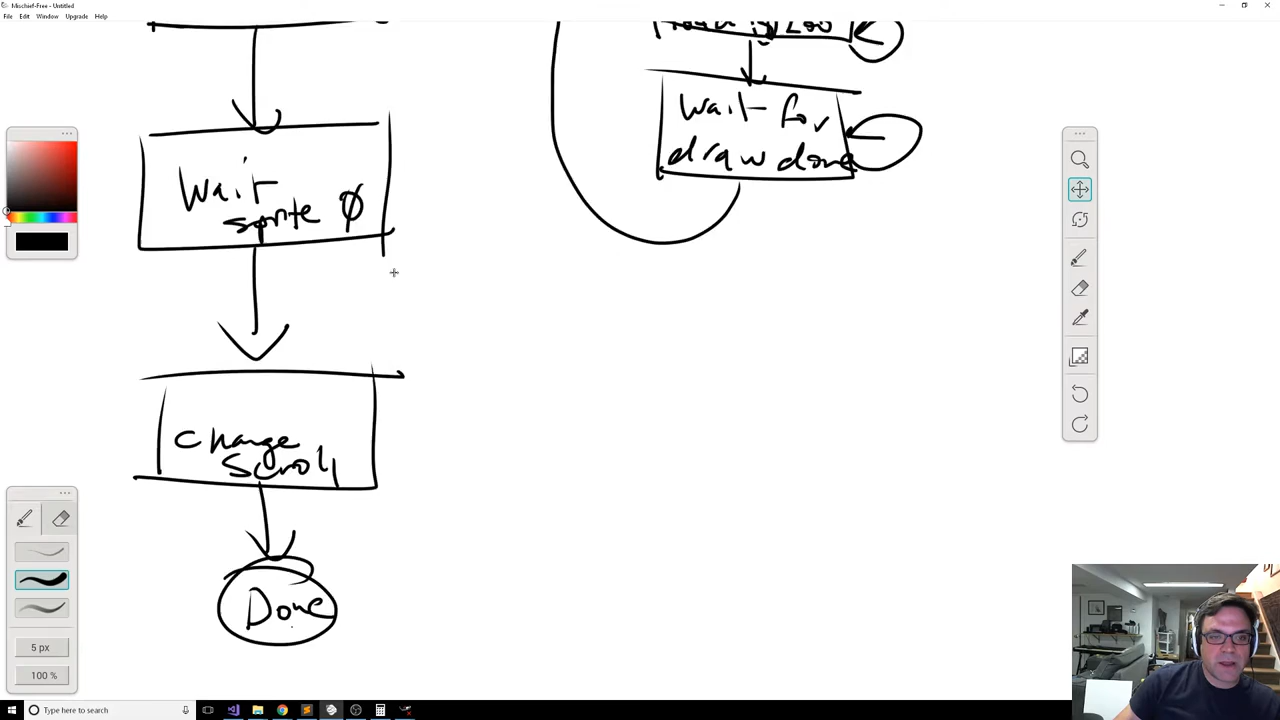 Mischief-Free - Untitled
File Edit Window Upgrade Help
Wait for
draw done
Wait
sprite 0
change
scroll
Done
5 px
100 %
Type here to search